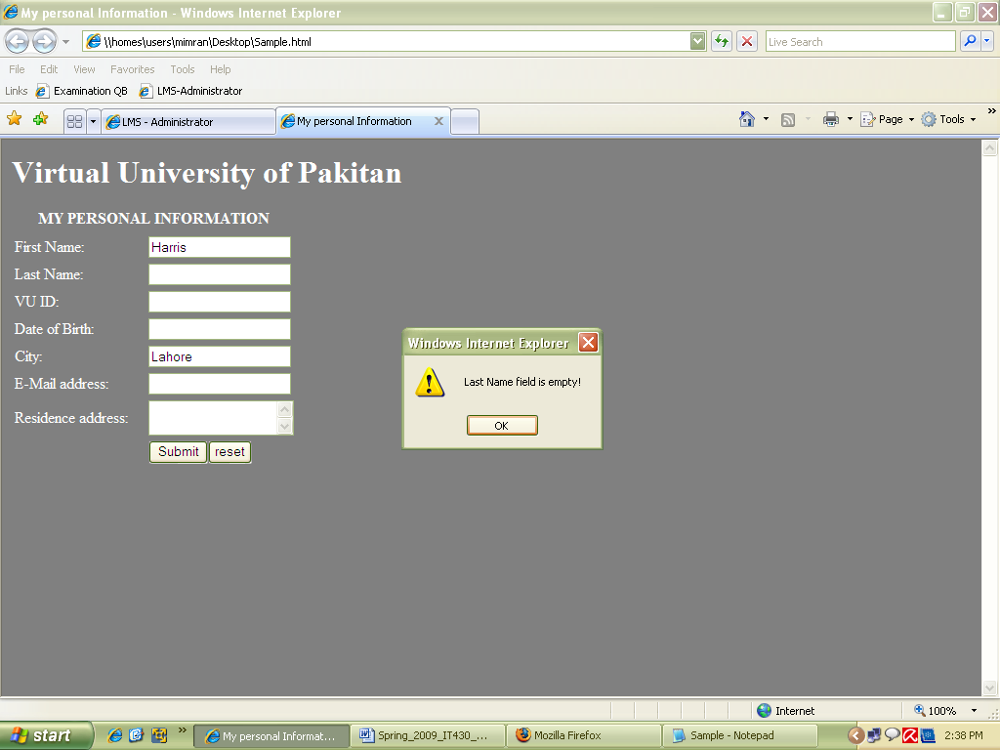 My personal Information - Windows Internet Explorer
\\homes\users\mimran\Desktop\Sample.html
Live Search
File Edit View Favorites Tools Help
Links Examination QB LMS-Administrator
LMS - Administrator My personal Information Page Tools
Virtual University of Pakitan
MY PERSONAL INFORMATION
First Name: Harris
Last Name:
VU ID:
Date of Birth:
City: Lahore
E-Mail address:
Residence address:
Submit reset
Windows Internet Explorer
Last Name field is empty!
OK
Internet 100%
start My personal Informat... Spring_2009_IT430_... Mozilla Firefox Sample - Notepad 2:38 PM